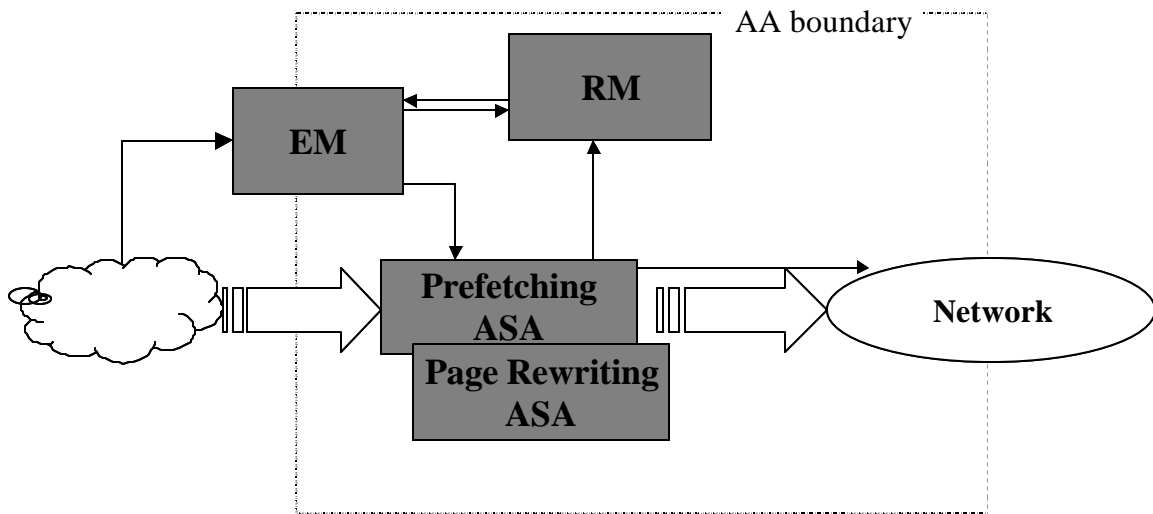 AA boundary
RM
EM
Prefetching
ASA
Page Rewriting
ASA
Network